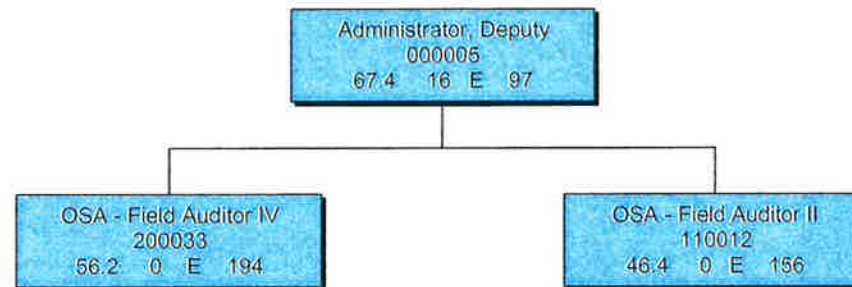 Administrator, Deputy
000005
67.4 16 E 97
OSA - Field Auditor IV
200033
56.2 0 E 194
OSA - Field Auditor II
110012
46.4 0 E 156